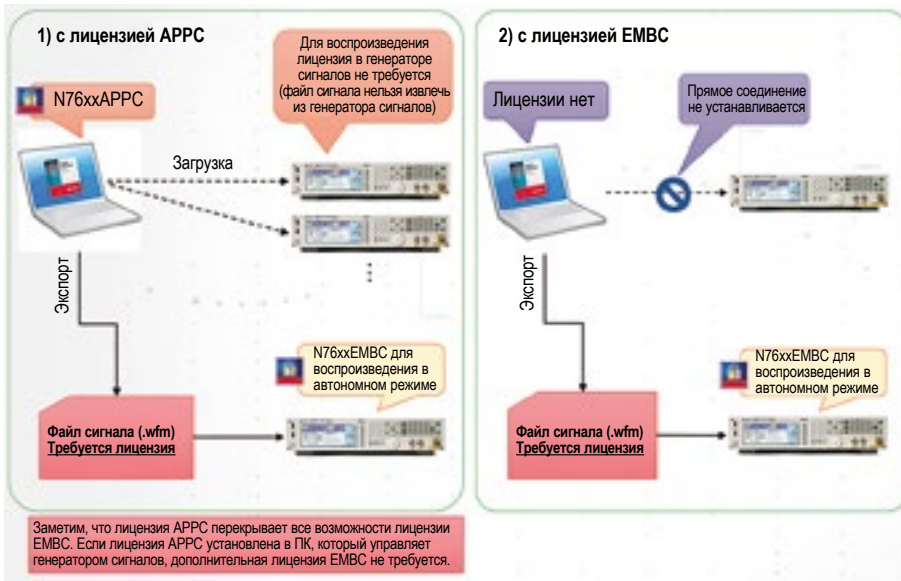 1) с лицензией APPC
N76xxAPPC
Для воспроизведения
лицензия в генераторе
сигналов не требуется
(файл сигнала нельзя извлечь
из генератора сигналов)
Загрузка
Экспорт
Файл сигнала (.wfm)
Требуется лицензия
N76xxEMBC для
воспроизведения в
автономном режиме
2) с лицензией EMBC
Лицензии нет
Прямое соединение
не устанавливается
Экспорт
Файл сигнала (.wfm)
Требуется лицензия
N76xxEMBC для
воспроизведения в
автономном режиме
Заметим, что лицензия APPC перекрывает все возможности лицензии
EMBC. Если лицензия APPC установлена в ПК, который управляет
генератором сигналов, дополнительная лицензия EMBC не требуется.